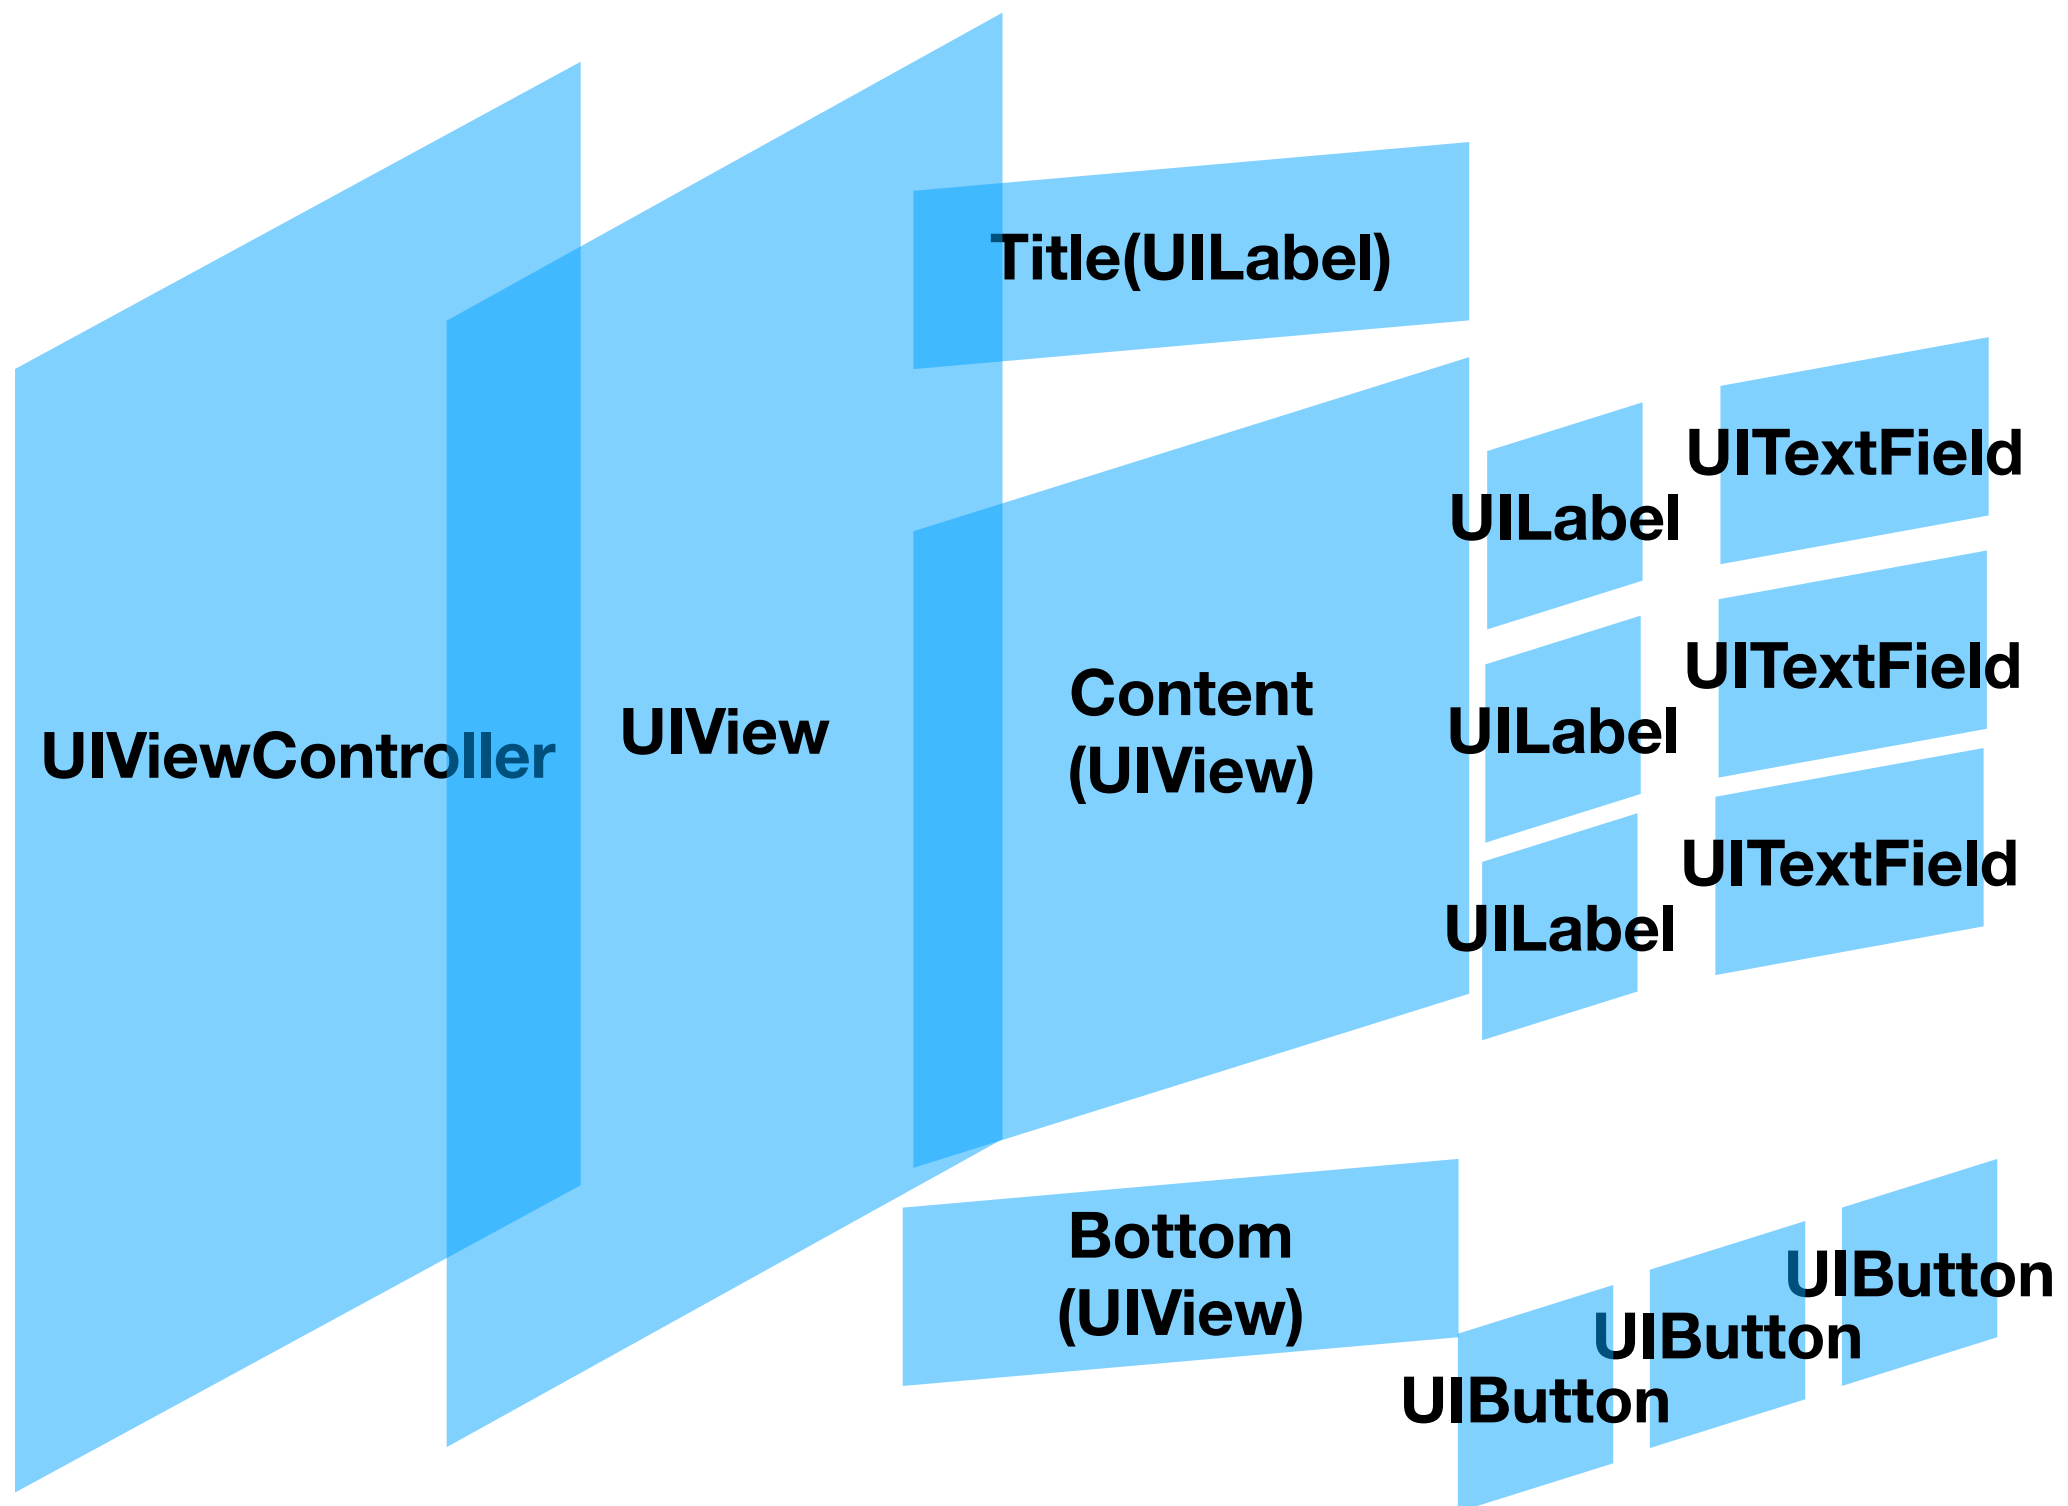 UIViewController
UIView
Title(UILabel)
Content
(UIView)
UILabel
UITextField
UILabel
UITextField
UILabel
UITextField
Bottom
(UIView)
UIButton
UIButton
UIButton